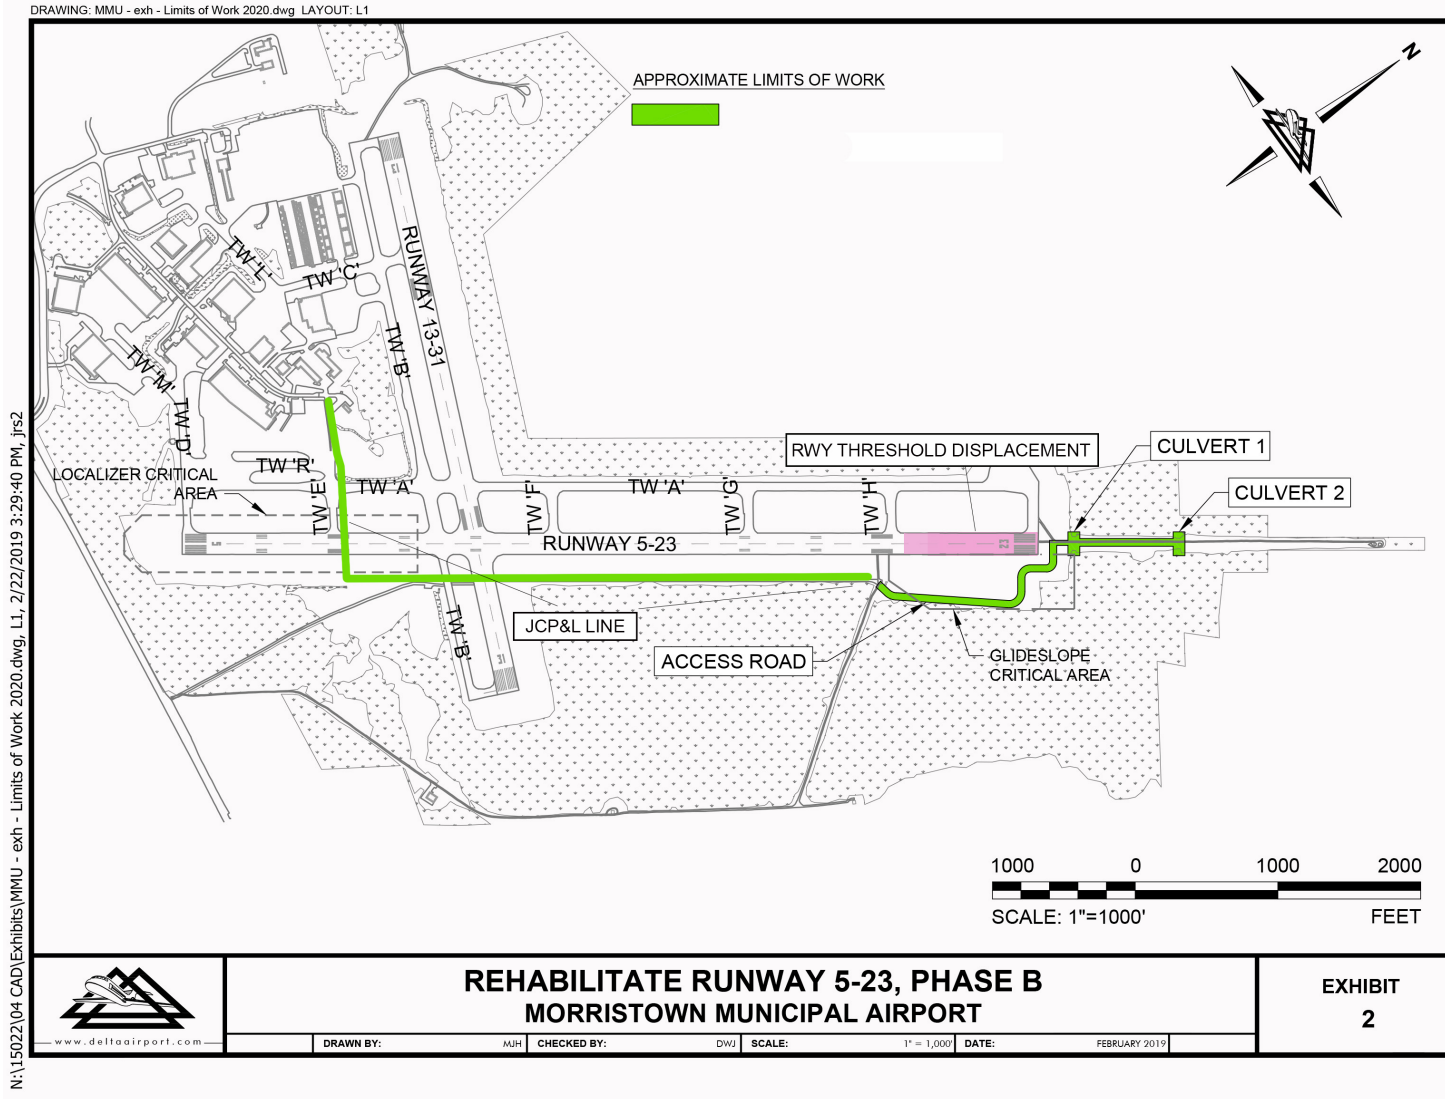 DRAWING: MMU - exh - Limits of Work 2020.dwg LAYOUT: L1
APPROXIMATE LIMITS OF WORK
N
RUNWAY 13-31
TW 'L'
TW 'C'
TW 'B'
TW 'M'
TW 'D'
TW 'R'
LOCALIZER CRITICAL
AREA
TW 'E'
TW 'A'
TW 'F'
TW 'A'
TW 'G'
TW 'H'
RWY THRESHOLD DISPLACEMENT
CULVERT 1
CULVERT 2
RUNWAY 5-23
23
TW 'B'
JCP&L LINE
ACCESS ROAD
GLIDESLOPE
CRITICAL AREA
1000 0 1000 2000
SCALE: 1"=1000' FEET
N:\15022\04 CAD\Exhibits\MMU - exh - Limits of Work 2020.dwg, L1, 2/22/2019 3:29:40 PM, jrs2
www.deltaairport.com
REHABILITATE RUNWAY 5-23, PHASE B
MORRISTOWN MUNICIPAL AIRPORT
DRAWN BY: MJH CHECKED BY: DWJ SCALE: 1" = 1,000' DATE: FEBRUARY 2019
EXHIBIT
2